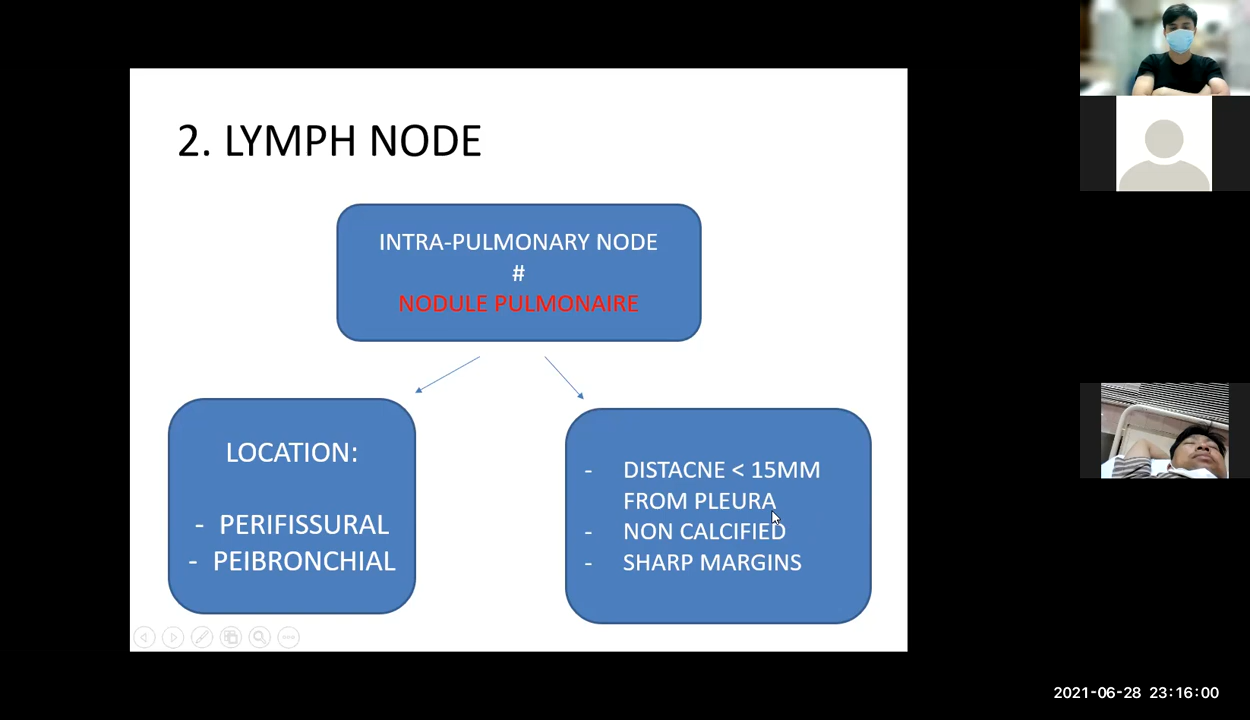 2. LYMPH NODE
INTRA-PULMONARY NODE
#
NODULE PULMONAIRE
LOCATION:
- PERIFISSURAL
- PEIBRONCHIAL
- DISTACNE < 15MM
FROM PLEURA
- NON CALCIFIED
- SHARP MARGINS
2021-06-28 23:16:00